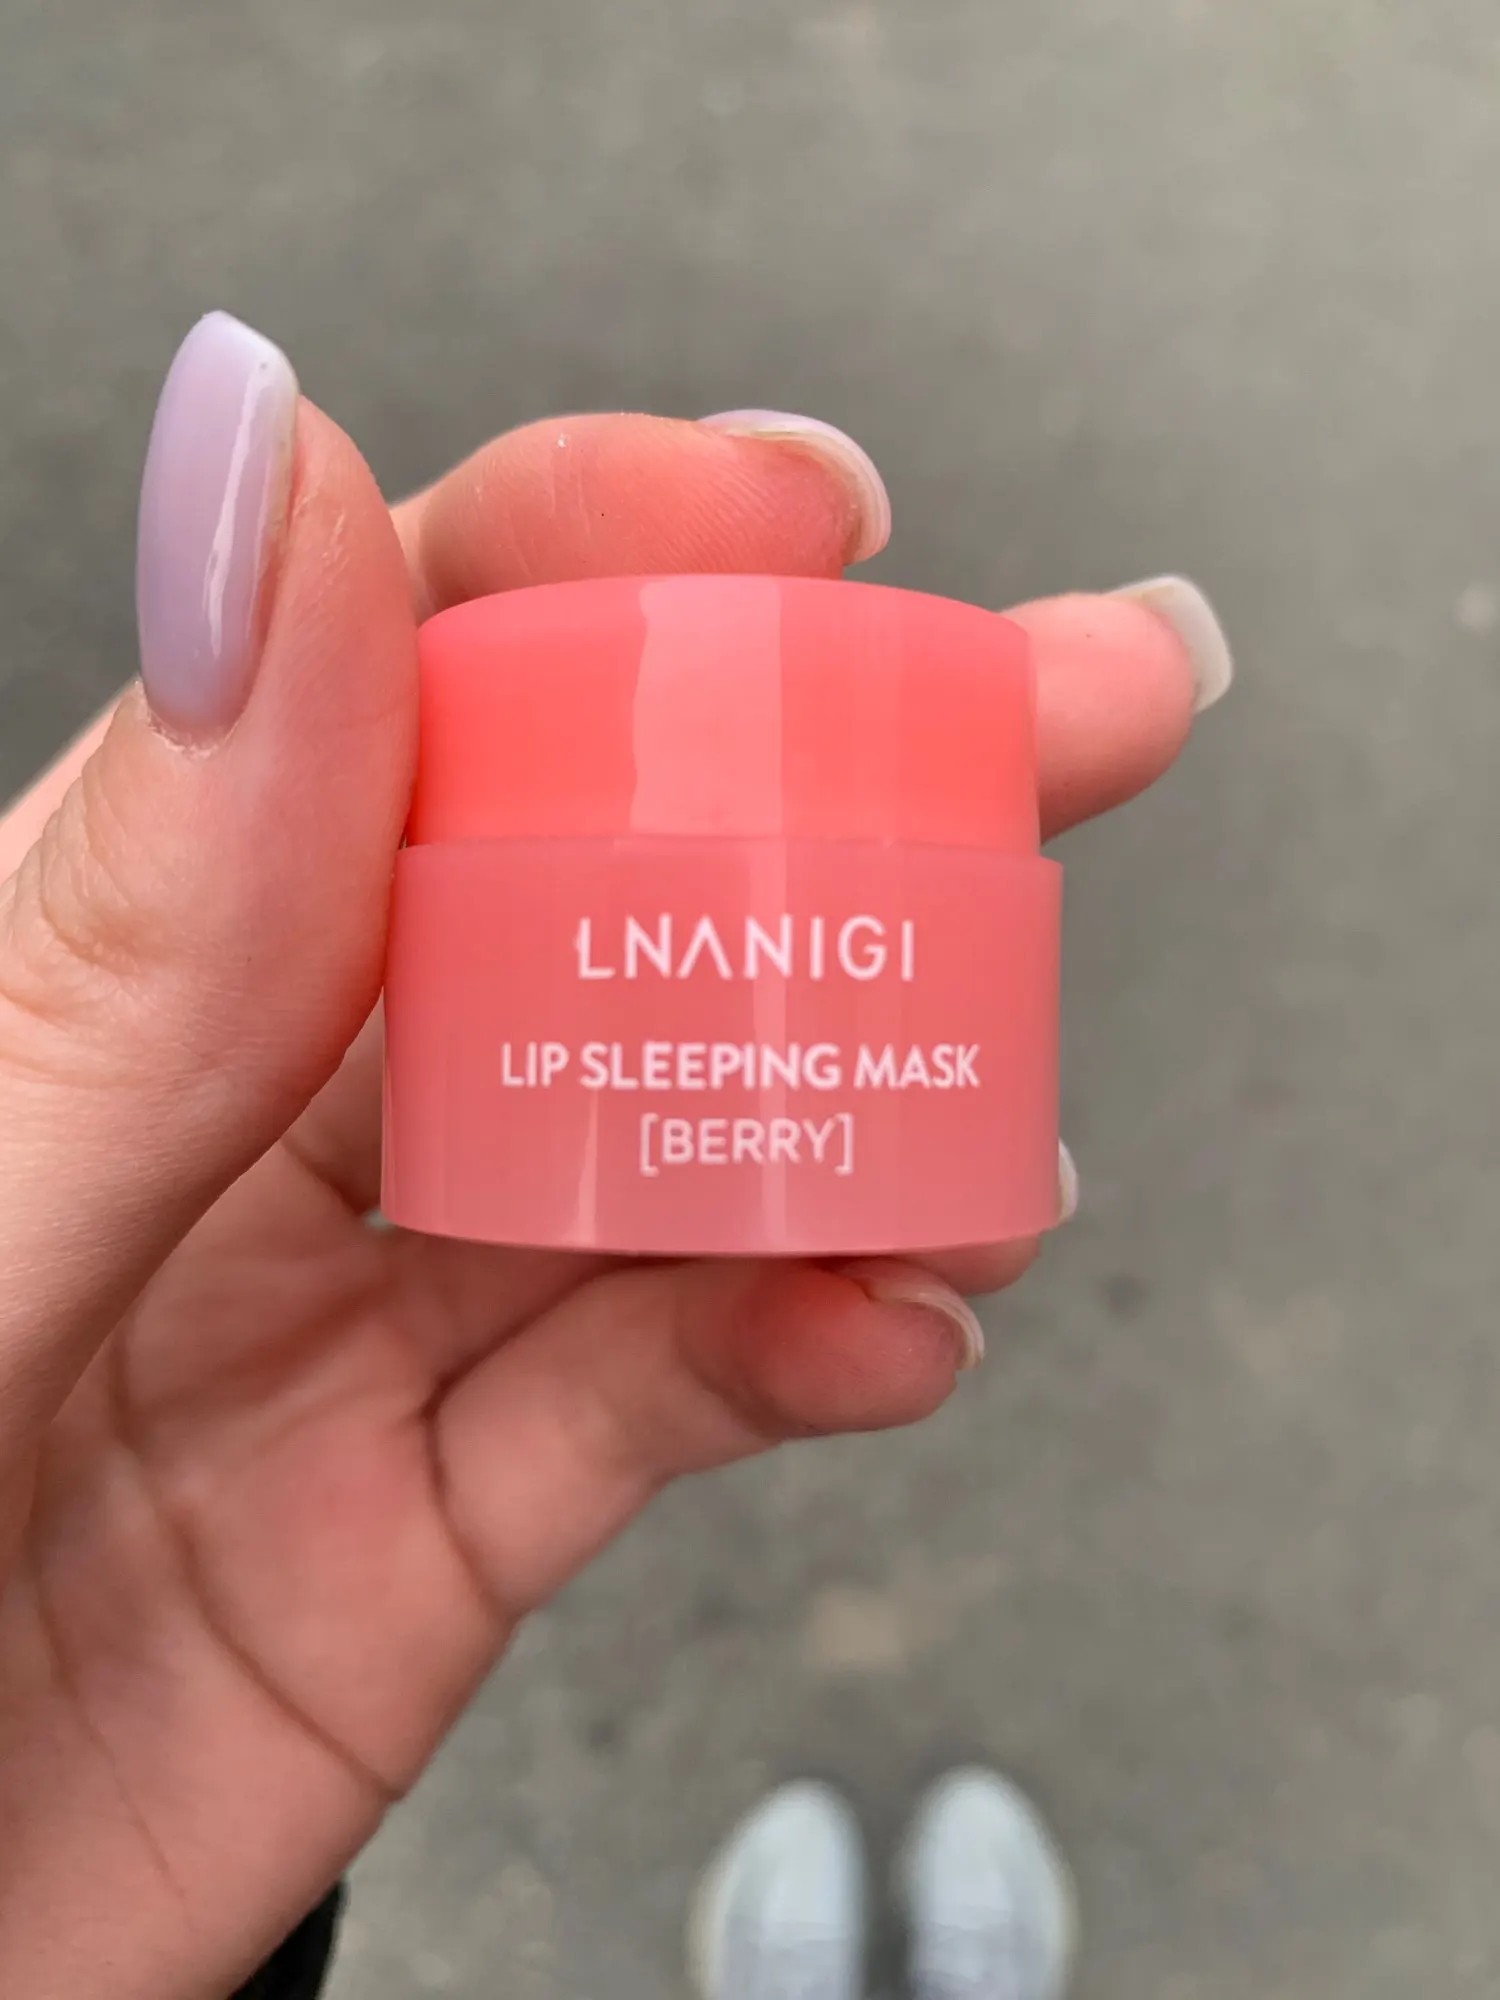 LNANIGI
LIP SLEEPING MASK
[BERRY]